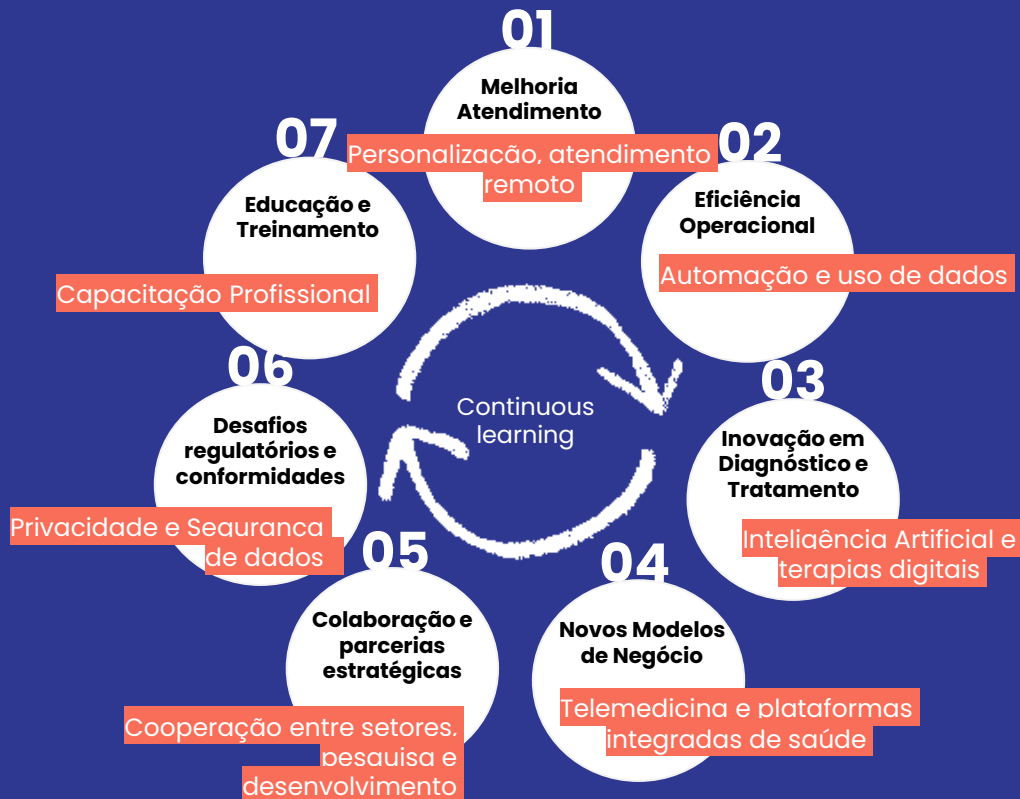 01
Melhoria
Atendimento
Personalização, atendimento
remoto
02
Eficiência
Operacional
Automação e uso de dados
03
Inovação em
Diagnóstico e
Tratamento
Inteligência Artificial e
terapias digitais
04
Novos Modelos
de Negócio
Telemedicina e plataformas
integradas de saúde
05
Colaboração e
parcerias
estratégicas
Cooperação entre setores,
pesquisa e
desenvolvimento
06
Desafios
regulatórios e
conformidades
Privacidade e Segurança
de dados
07
Educação e
Treinamento
Capacitação Profissional
Continuous
learning